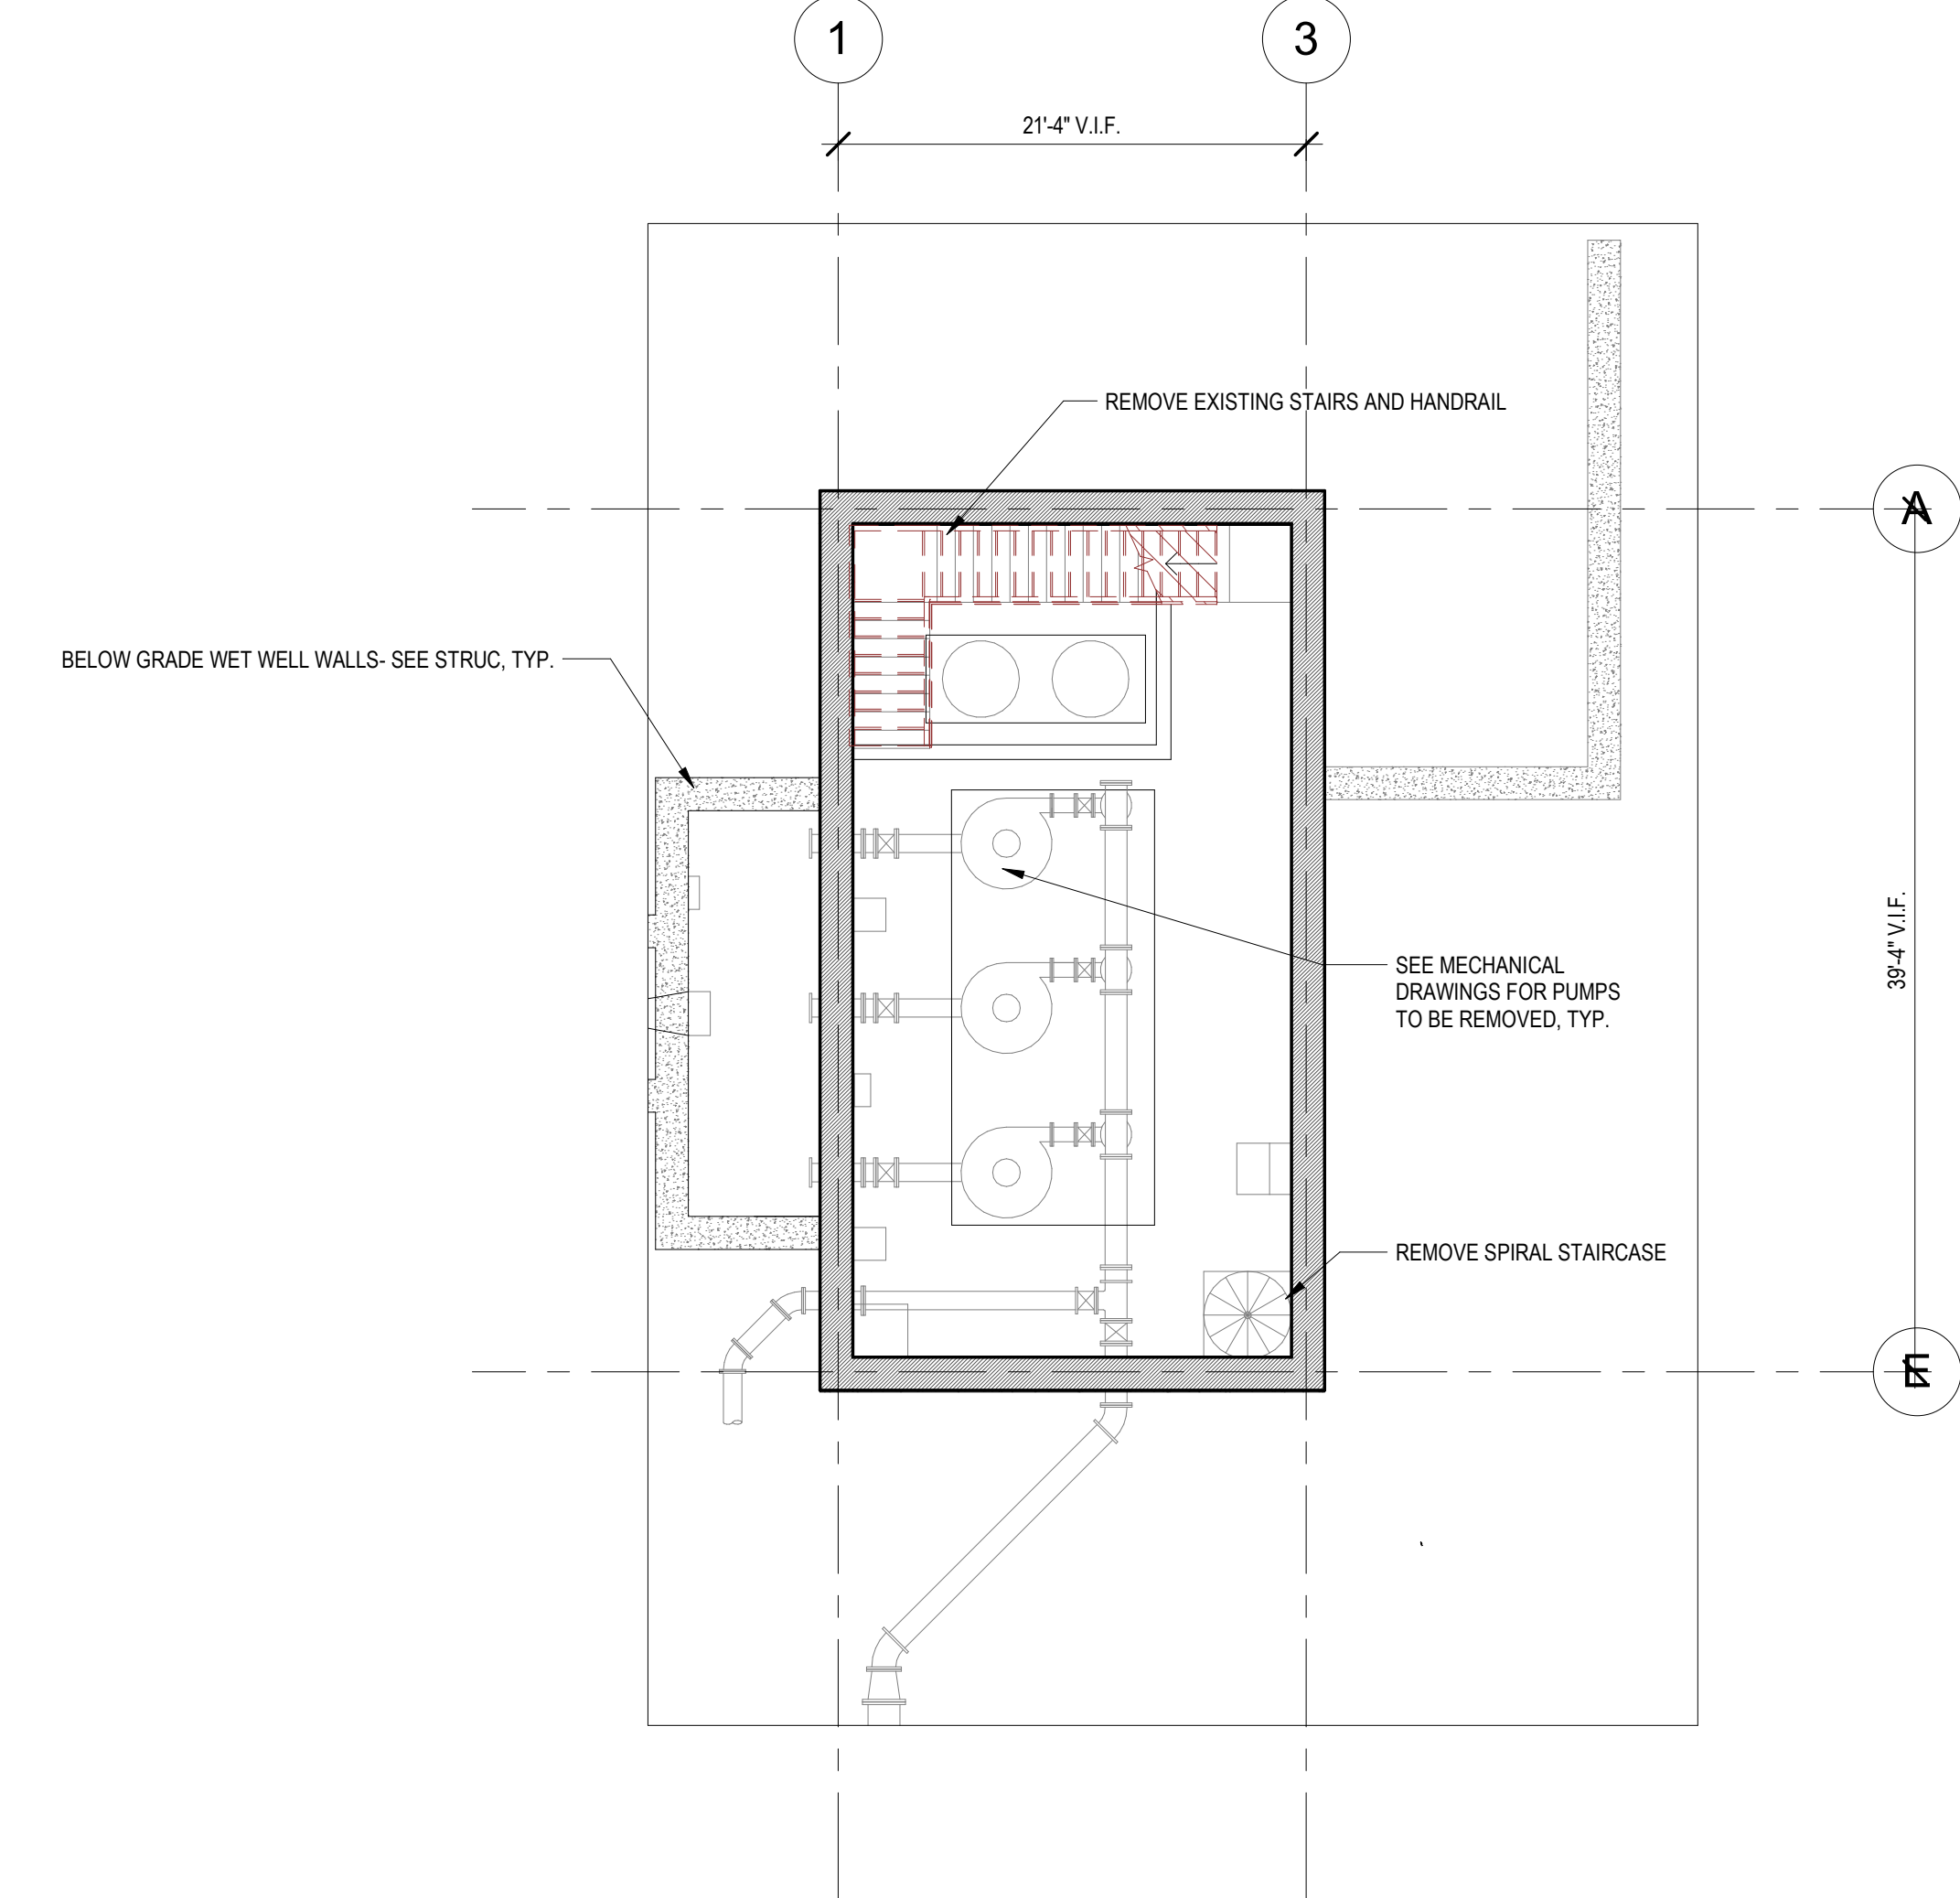 1
3
21'-4" V.I.F.
REMOVE EXISTING STAIRS AND HANDRAIL
A
BELOW GRADE WET WELL WALLS- SEE STRUC, TYP.
39'-4" V.I.F.
SEE MECHANICAL
DRAWINGS FOR PUMPS
TO BE REMOVED, TYP.
REMOVE SPIRAL STAIRCASE
E